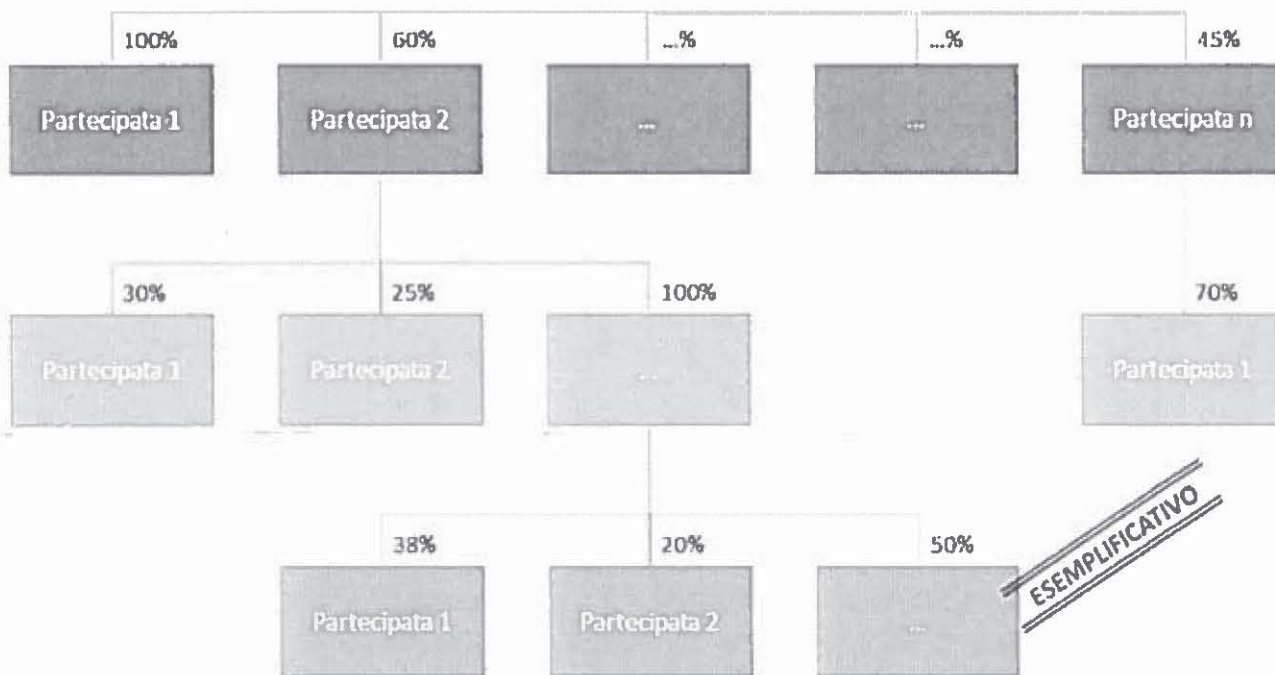 100% 60% ...% ...% 45%
Partecipata 1 Partecipata 2 ... ... Partecipata n
30% 25% 100% 70%
Partecipata 1 Partecipata 2 ... Partecipata 1
38% 20% 50%
Partecipata 1 Partecipata 2 ...
ESEMPLIFICATIVO